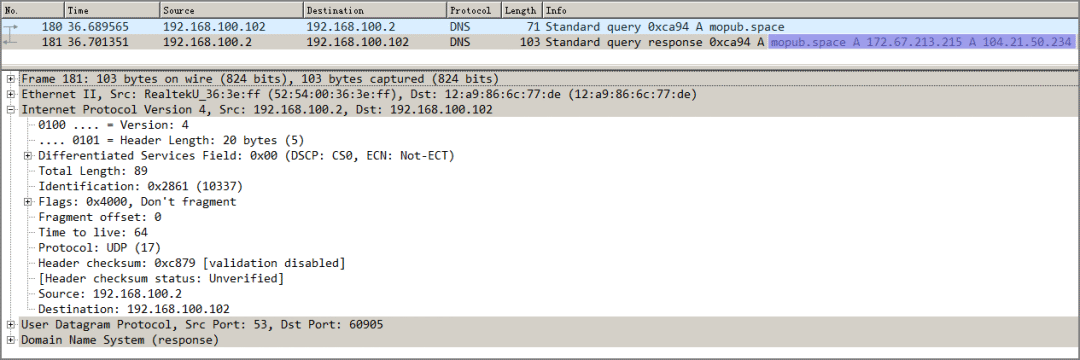 No. Time Source Destination Protocol Length Info
180 36.689565 192.168.100.102 192.168.100.2 DNS 71 Standard query 0xca94 A mopub.space
181 36.701351 192.168.100.2 192.168.100.102 DNS 103 Standard query response 0xca94 A mopub.space A 172.67.213.215 A 104.21.50.234
Frame 181: 103 bytes on wire (824 bits), 103 bytes captured (824 bits)
Ethernet II, Src: RealtekU_36:3e:ff (52:54:00:36:3e:ff), Dst: 12:a9:86:6c:77:de (12:a9:86:6c:77:de)
Internet Protocol Version 4, Src: 192.168.100.2, Dst: 192.168.100.102
0100 .... = Version: 4
.... 0101 = Header Length: 20 bytes (5)
Differentiated Services Field: 0x00 (DSCP: CS0, ECN: Not-ECT)
Total Length: 89
Identification: 0x2861 (10337)
Flags: 0x4000, Don't fragment
Fragment offset: 0
Time to live: 64
Protocol: UDP (17)
Header checksum: 0xc879 [validation disabled]
[Header checksum status: Unverified]
Source: 192.168.100.2
Destination: 192.168.100.102
User Datagram Protocol, Src Port: 53, Dst Port: 60905
Domain Name System (response)